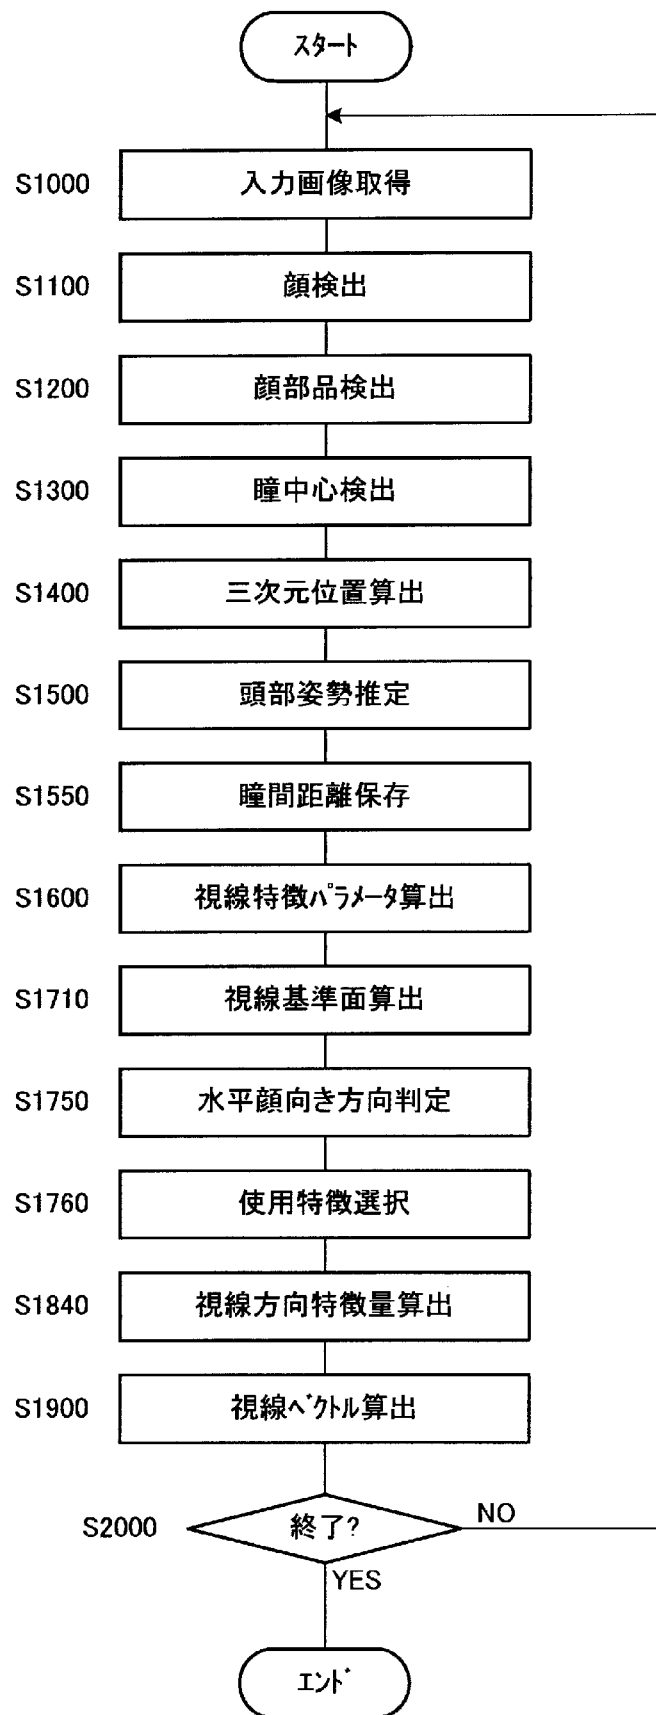 スタート
S1000 入力画像取得
S1100 顔検出
S1200 顔部品検出
S1300 瞳中心検出
S1400 三次元位置算出
S1500 頭部姿勢推定
S1550 瞳間距離保存
S1600 視線特徴パラメータ算出
S1710 視線基準面算出
S1750 水平顔向き方向判定
S1760 使用特徴選択
S1840 視線方向特徴量算出
S1900 視線ベクトル算出
S2000 終了? NO
YES
エンド